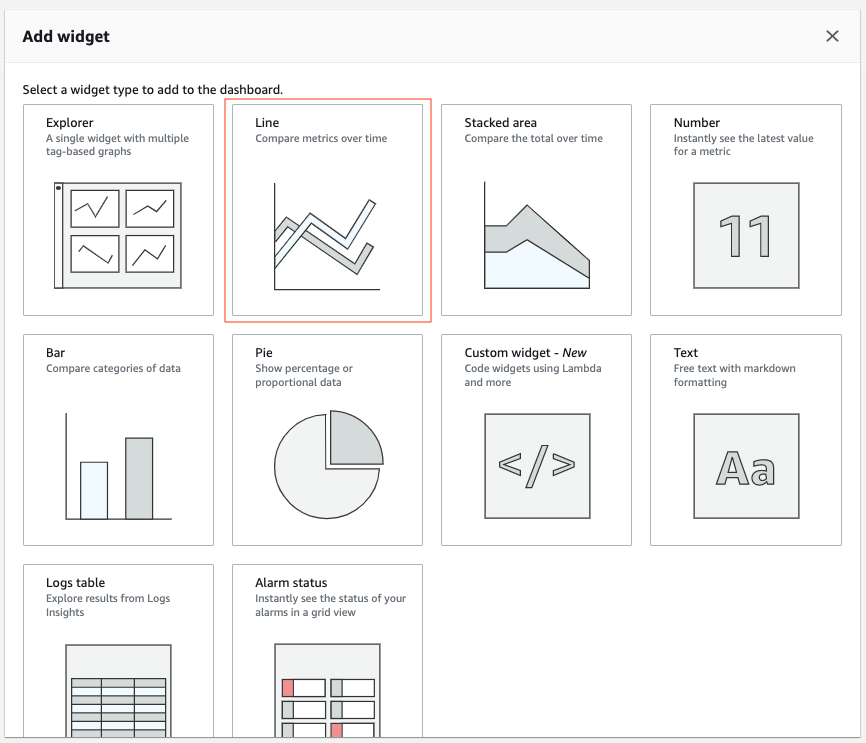 Add widget
Select a widget type to add to the dashboard.
Explorer
A single widget with multiple
tag-based graphs
Line
Compare metrics over time
Stacked area
Compare the total over time
Number
Instantly see the latest value
for a metric
11
Bar
Compare categories of data
Pie
Show percentage or
proportional data
Custom widget - New
Code widgets using Lambda
and more
</>
Text
Free text with markdown
formatting
Aa
Logs table
Explore results from Logs
Insights
Alarm status
Instantly see the status of your
alarms in a grid view